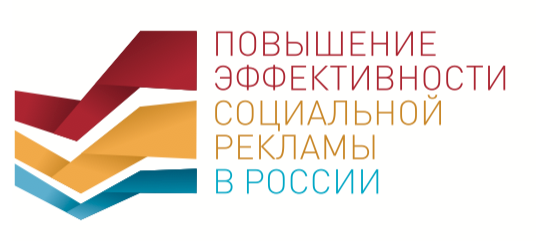 ПОВЫШЕНИЕ
ЭФФЕКТИВНОСТИ
СОЦИАЛЬНОЙ
РЕКЛАМЫ
В РОССИИ